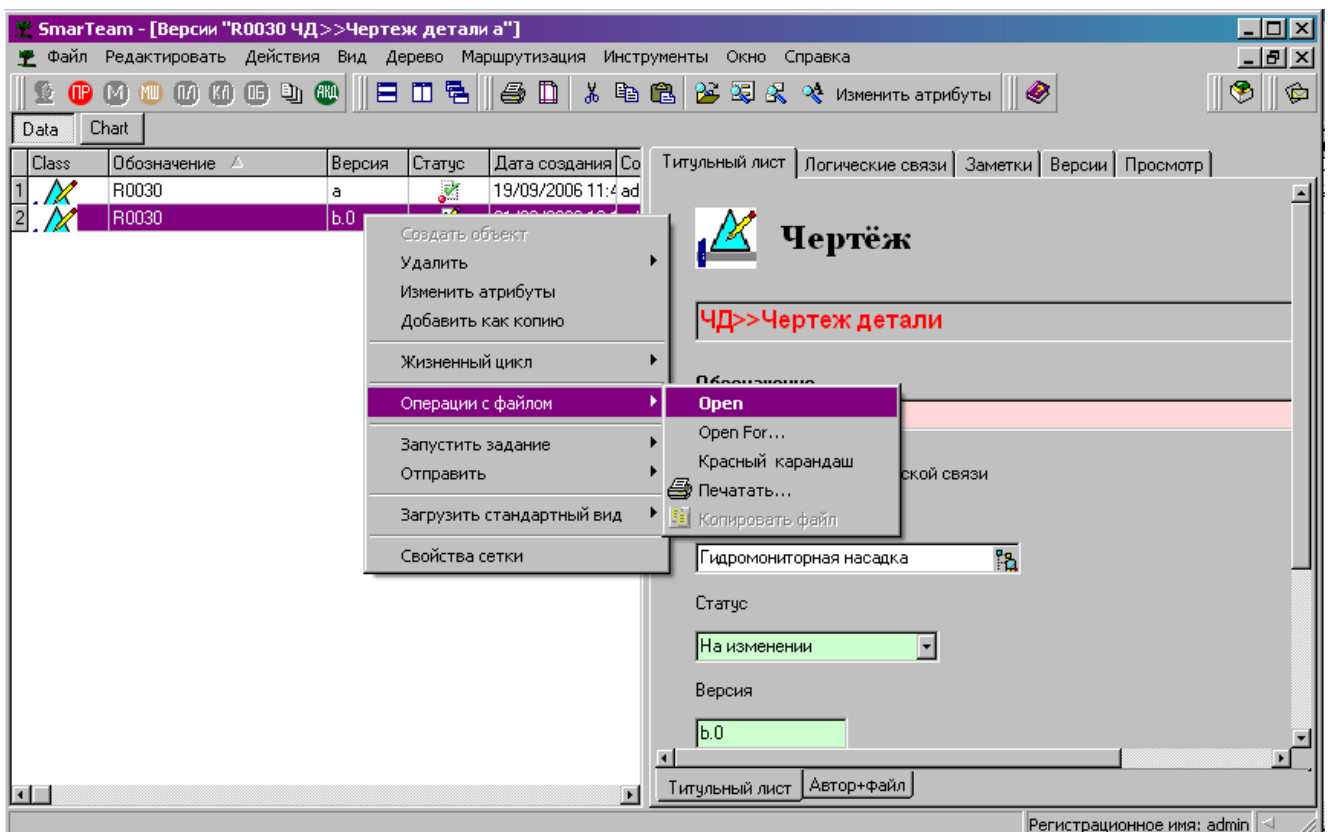 SmarTeam - [Версии "R0030 ЧД>>Чертеж детали a"]
Файл Редактировать Действия Вид Дерево Маршрутизация Инструменты Окно Справка
ПР М МШ ПЛ КЛ ОБ АКД Изменить атрибуты
Data Chart
Class Обозначение Версия Статус Дата создания Со
1 R0030 a 19/09/2006 11:4 ad
2 R0030 b.0
Создать объект
Удалить
Изменить атрибуты
Добавить как копию
Жизненный цикл
Операции с файлом
Запустить задание
Отправить
Загрузить стандартный вид
Свойства сетки
Open
Open For...
Красный карандаш
Печатать...
Копировать файл
Титульный лист Логические связи Заметки Версии Просмотр
Чертёж
ЧД>>Чертеж детали
Обозначение
ской связи
Гидромониторная насадка
Статус
На изменении
Версия
b.0
Титульный лист Автор+файл
Регистрационное имя: admin